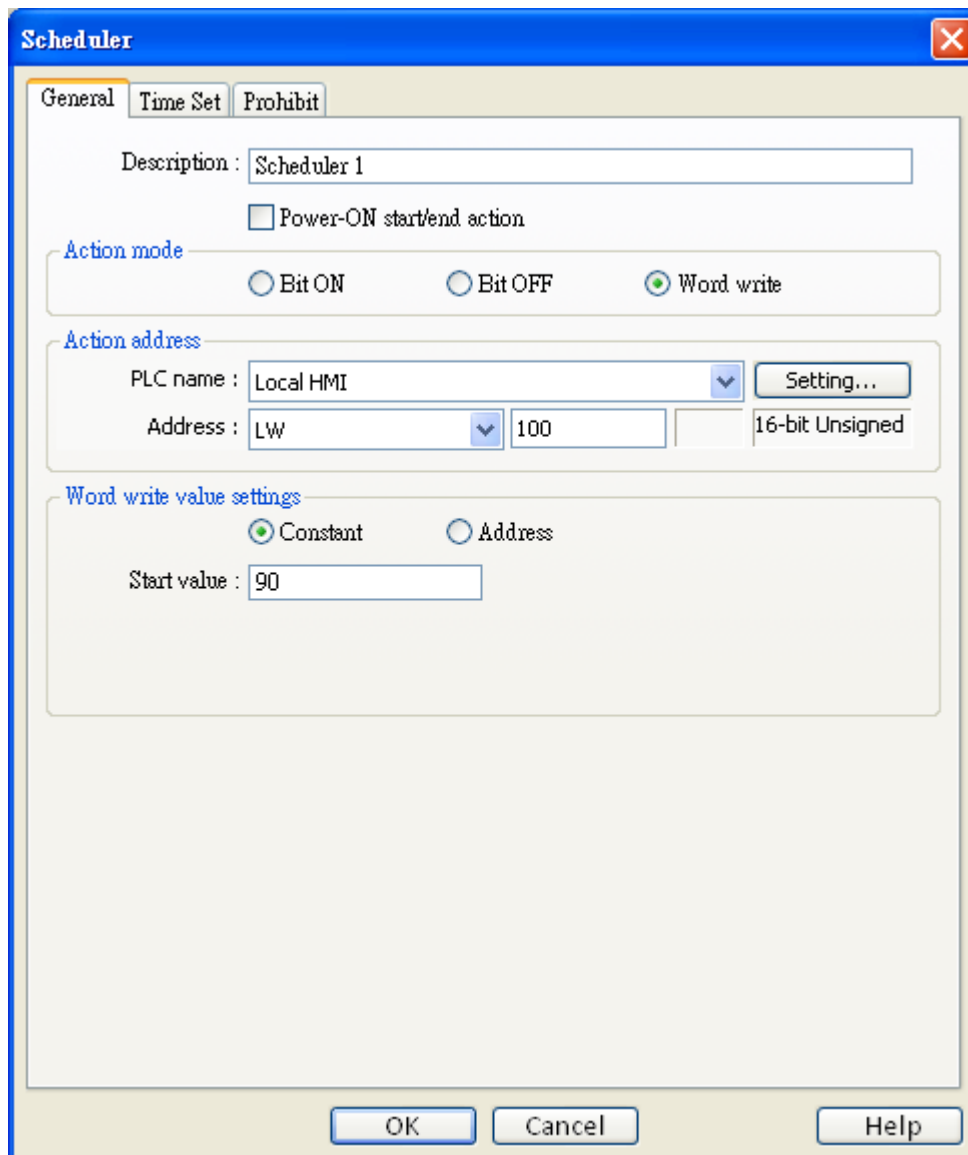 Scheduler
General Time Set Prohibit
Description : Scheduler 1
Power-ON start/end action
Action mode
Bit ON Bit OFF Word write
Action address
PLC name : Local HMI Setting...
Address : LW 100 16-bit Unsigned
Word write value settings
Constant Address
Start value : 90
OK Cancel Help